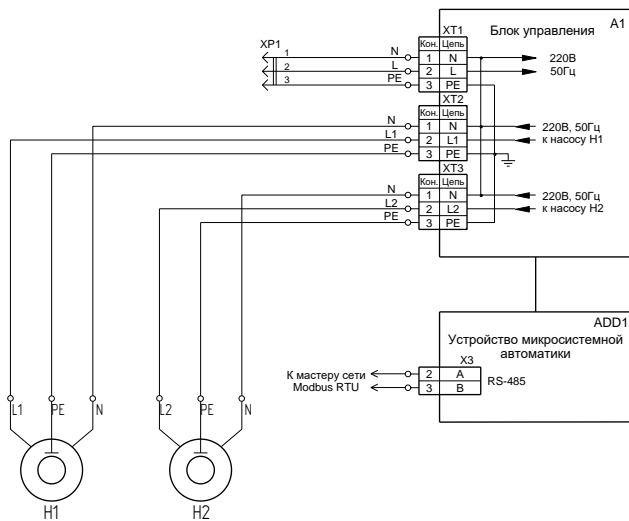 Блок управления
A1
XT1
Кон. Цепь
1 N
2 L
3 PE
220В
50Гц
XP1
1
2
3
N
L
PE
XT2
Кон. Цепь
1 N
2 L1
3 PE
220В, 50Гц
к насосу Н1
N
L1
PE
XT3
Кон. Цепь
1 N
2 L2
3 PE
220В, 50Гц
к насосу Н2
N
L2
PE
ADD1
Устройство микросистемной
автоматики
X3
2 A
3 B
RS-485
К мастеру сети
Modbus RTU
L1 PE N
L2 PE N
Н1
Н2